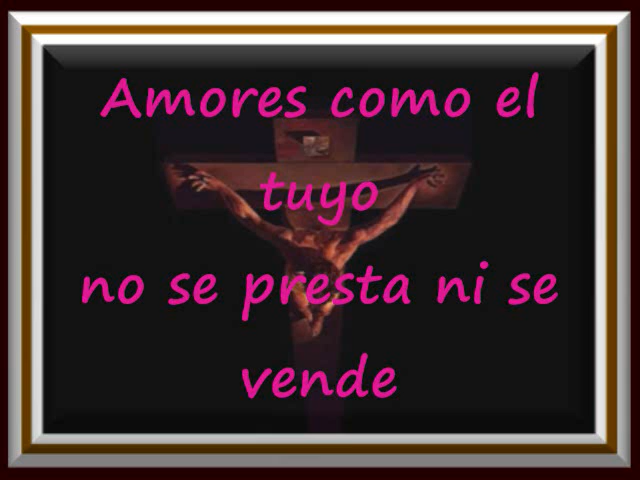 Amores como el
tuyo
no se presta ni se
vende